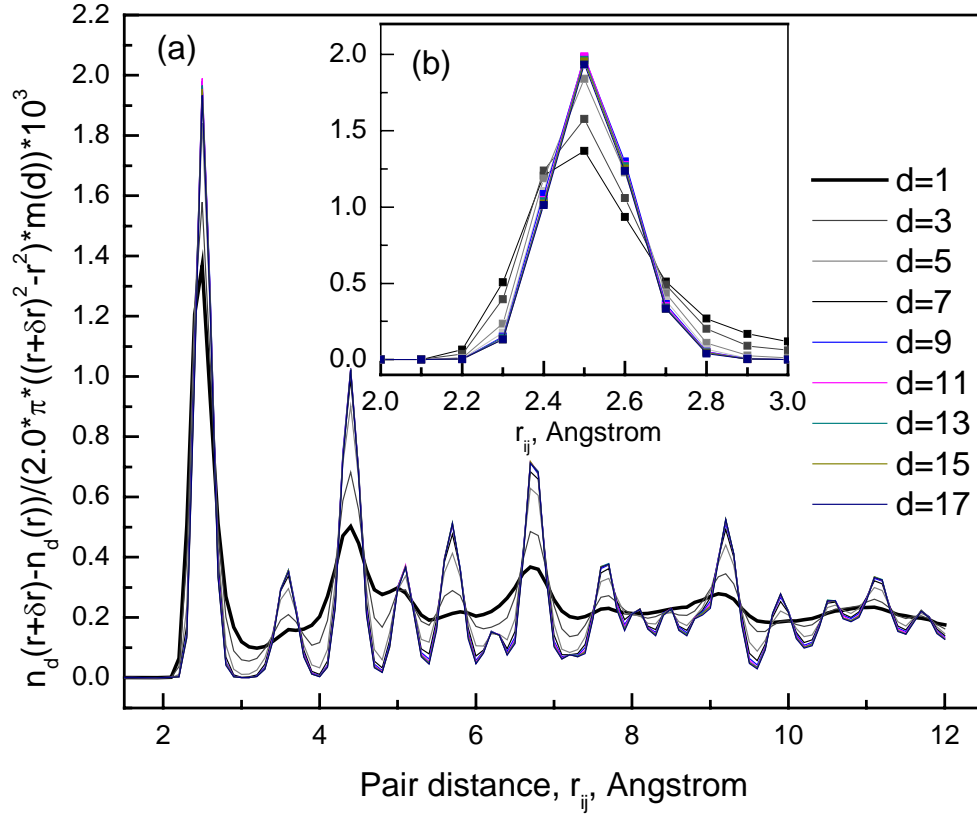 n_d(r+δr)-n_d(r))/(2.0*π*((r+δr)^2-r^2)*m(d))*10^3
2.2
2.0
1.8
1.6
1.4
1.2
1.0
0.8
0.6
0.4
0.2
0.0
(a)
(b)
2.0
1.5
1.0
0.5
0.0
2.0 2.2 2.4 2.6 2.8 3.0
r_ij, Angstrom
d=1
d=3
d=5
d=7
d=9
d=11
d=13
d=15
d=17
2 4 6 8 10 12
Pair distance, r_ij, Angstrom